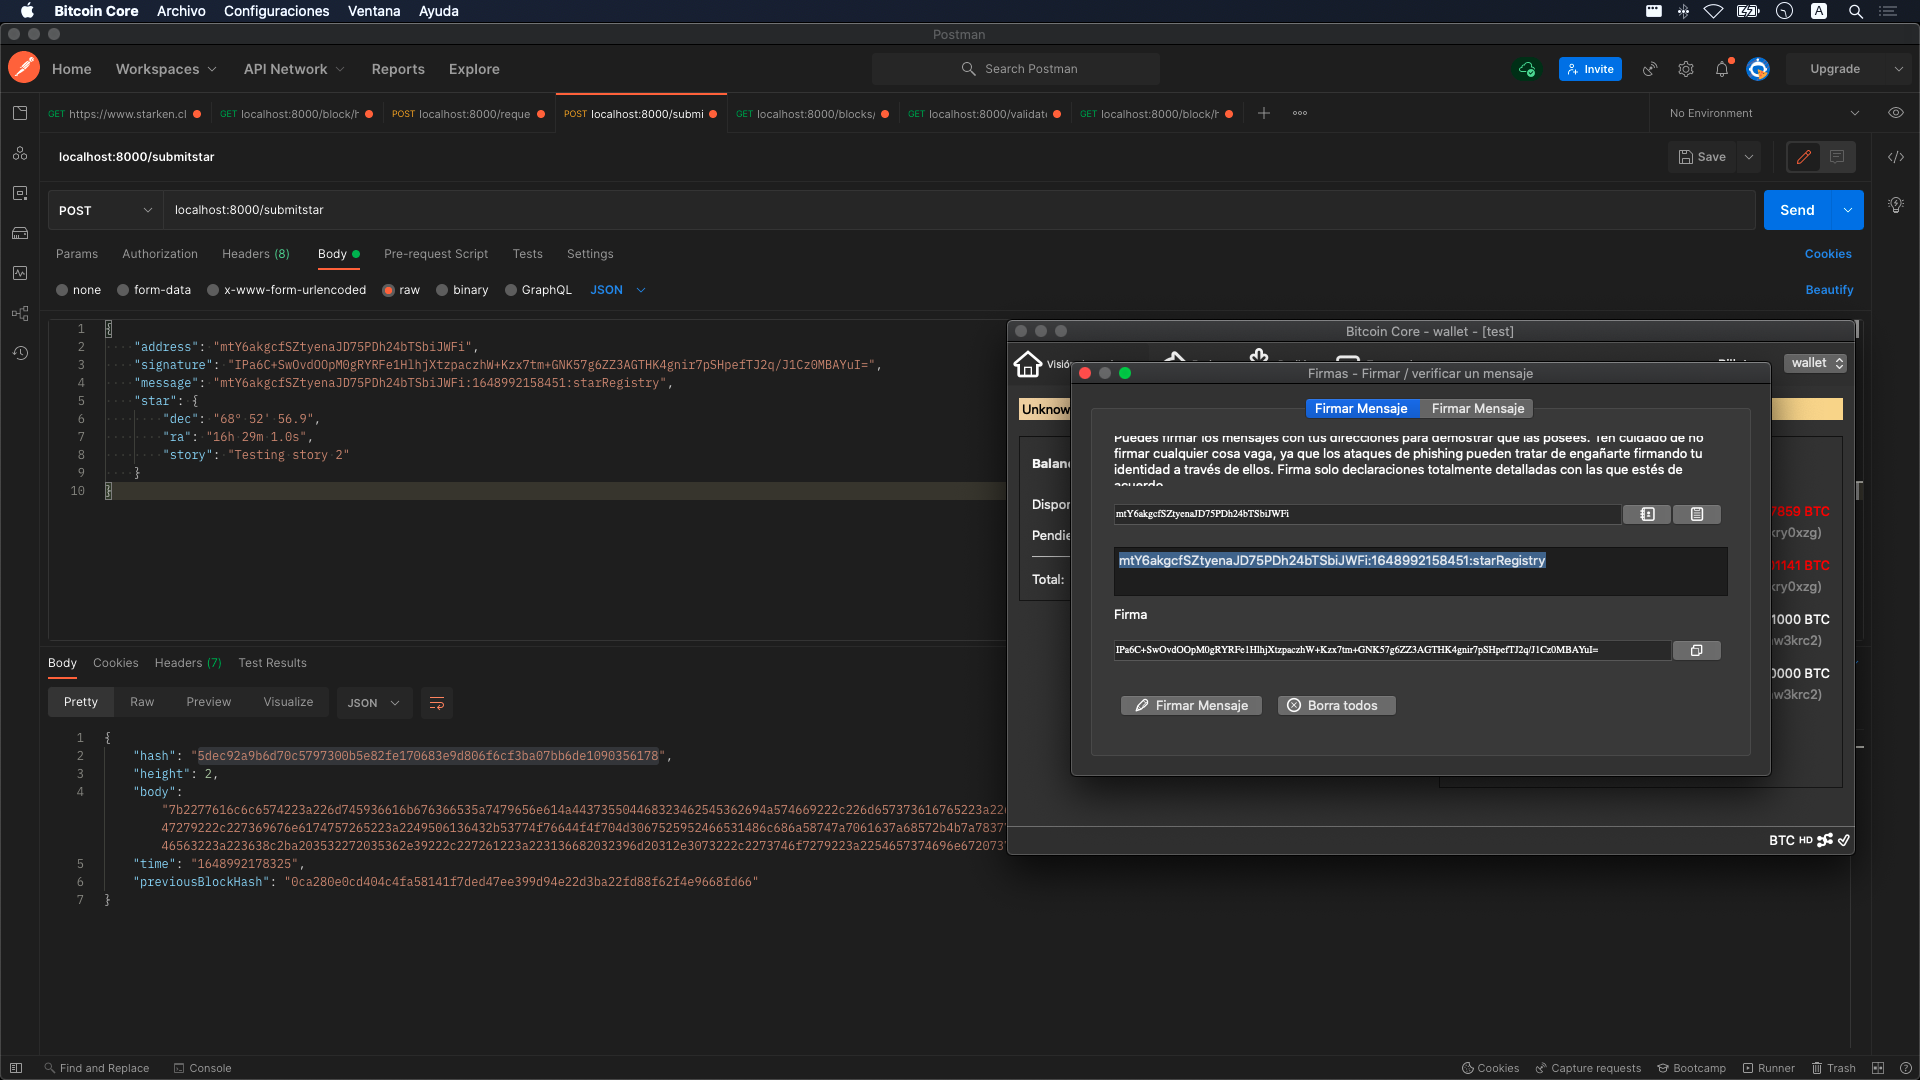 Bitcoin Core Archivo Configuraciones Ventana Ayuda
Postman
Home Workspaces API Network Reports Explore
Search Postman
Invite
Upgrade
GET https://www.starken.cl
GET localhost:8000/block/h
POST localhost:8000/reque
POST localhost:8000/submi
GET localhost:8000/blocks/
GET localhost:8000/validate
GET localhost:8000/block/h
No Environment
localhost:8000/submitstar
Save
POST localhost:8000/submitstar
Send
Params Authorization Headers (8) Body Pre-request Script Tests Settings
Cookies
none form-data x-www-form-urlencoded raw binary GraphQL JSON
Beautify
1 {
2 "address": "mtY6akgcfSZtyenaJD75PDh24bTSbiJWFi",
3 "signature": "IPa6C+SwOvdOOpM0gRYRFe1HlhjXtzpaczhW+Kzx7tm+GNK57g6ZZ3AGTHK4gnir7pSHpefTJ2q/J1Cz0MBAYuI=",
4 "message": "mtY6akgcfSZtyenaJD75PDh24bTSbiJWFi:1648992158451:starRegistry",
5 "star": {
6 "dec": "68° 52' 56.9",
7 "ra": "16h 29m 1.0s",
8 "story": "Testing story 2"
9 }
10 }
Bitcoin Core - wallet - [test]
wallet
Unknow
Balan
Dispor
Pendie
Total:
7859 BTC
kry0xzg)
1141 BTC
kry0xzg)
1000 BTC
w3krc2)
0000 BTC
w3krc2)
BTC HD
Firmas - Firmar / verificar un mensaje
Firmar Mensaje Firmar Mensaje
Puedes firmar los mensajes con tus direcciones para demostrar que las posees. Ten cuidado de no
firmar cualquier cosa vaga, ya que los ataques de phishing pueden tratar de engañarte firmando tu
identidad a través de ellos. Firma solo declaraciones totalmente detalladas con las que estés de
acuerdo
mtY6akgcfSZtyenaJD75PDh24bTSbiJWFi
mtY6akgcfSZtyenaJD75PDh24bTSbiJWFi:1648992158451:starRegistry
Firma
IPa6C+SwOvdOOpM0gRYRFe1HlhjXtzpaczhW+Kzx7tm+GNK57g6ZZ3AGTHK4gnir7pSHpefTJ2q/J1Cz0MBAYuI=
Firmar Mensaje Borra todos
Body Cookies Headers (7) Test Results
Pretty Raw Preview Visualize JSON
1 {
2 "hash": "5dec92a9b6d70c5797300b5e82fe170683e9d806f6cf3ba07bb6de1090356178",
3 "height": 2,
4 "body":
"7b2277616c6c6574223a226d745936616b676366535a7479656e614a443735504468323462545362694a574669222c226d657373616765223a226
47279222c227369676e6174757265223a2249506136432b53774f76644f4f704d306752595246653148 6c686a58747a7061637a68572b4b7a7837
46563223a223638c2ba203532272035362e39222c227261223a223136682032396d20312e3073222c2273746f7279223a2254657374696e672073
5 "time": "1648992178325",
6 "previousBlockHash": "0ca280e0cd404c4fa58141f7ded47ee399d94e22d3ba22fd88f62f4e9668fd66"
7 }
Find and Replace Console
Cookies Capture requests Bootcamp Runner Trash